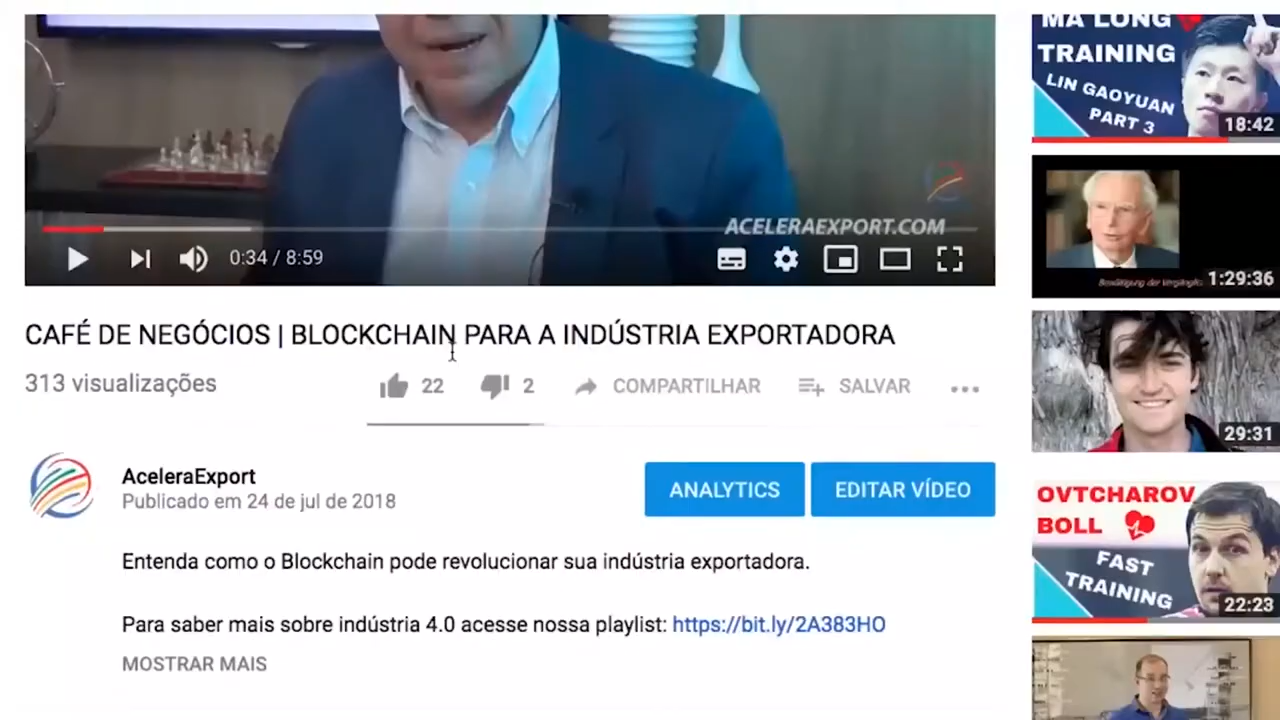 ACELERAEXPORT.COM
0:34 / 8:59
CAFÉ DE NEGÓCIOS | BLOCKCHAIN PARA A INDÚSTRIA EXPORTADORA
313 visualizações
22
2
COMPARTILHAR
SALVAR
AceleraExport
Publicado em 24 de jul de 2018
ANALYTICS
EDITAR VÍDEO
Entenda como o Blockchain pode revolucionar sua indústria exportadora.
Para saber mais sobre indústria 4.0 acesse nossa playlist: https://bit.ly/2A383HO
MOSTRAR MAIS
MA LONG
TRAINING
LIN GAOYUAN
PART 3
18:42
1:29:36
29:31
OVTCHAROV
BOLL
FAST
TRAINING
22:23